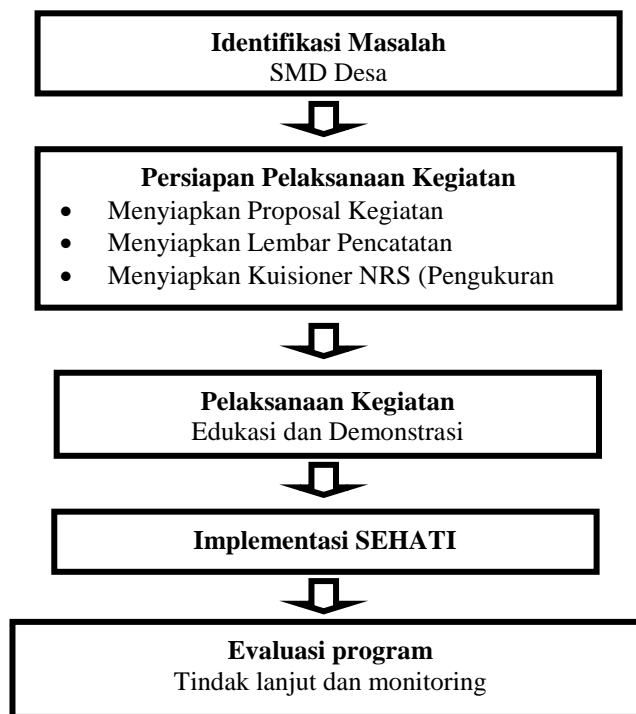 Identifikasi Masalah
SMD Desa
Persiapan Pelaksanaan Kegiatan
• Menyiapkan Proposal Kegiatan
• Menyiapkan Lembar Pencatatan
• Menyiapkan Kuisioner NRS (Pengukuran
Pelaksanaan Kegiatan
Edukasi dan Demonstrasi
Implementasi SEHATI
Evaluasi program
Tindak lanjut dan monitoring